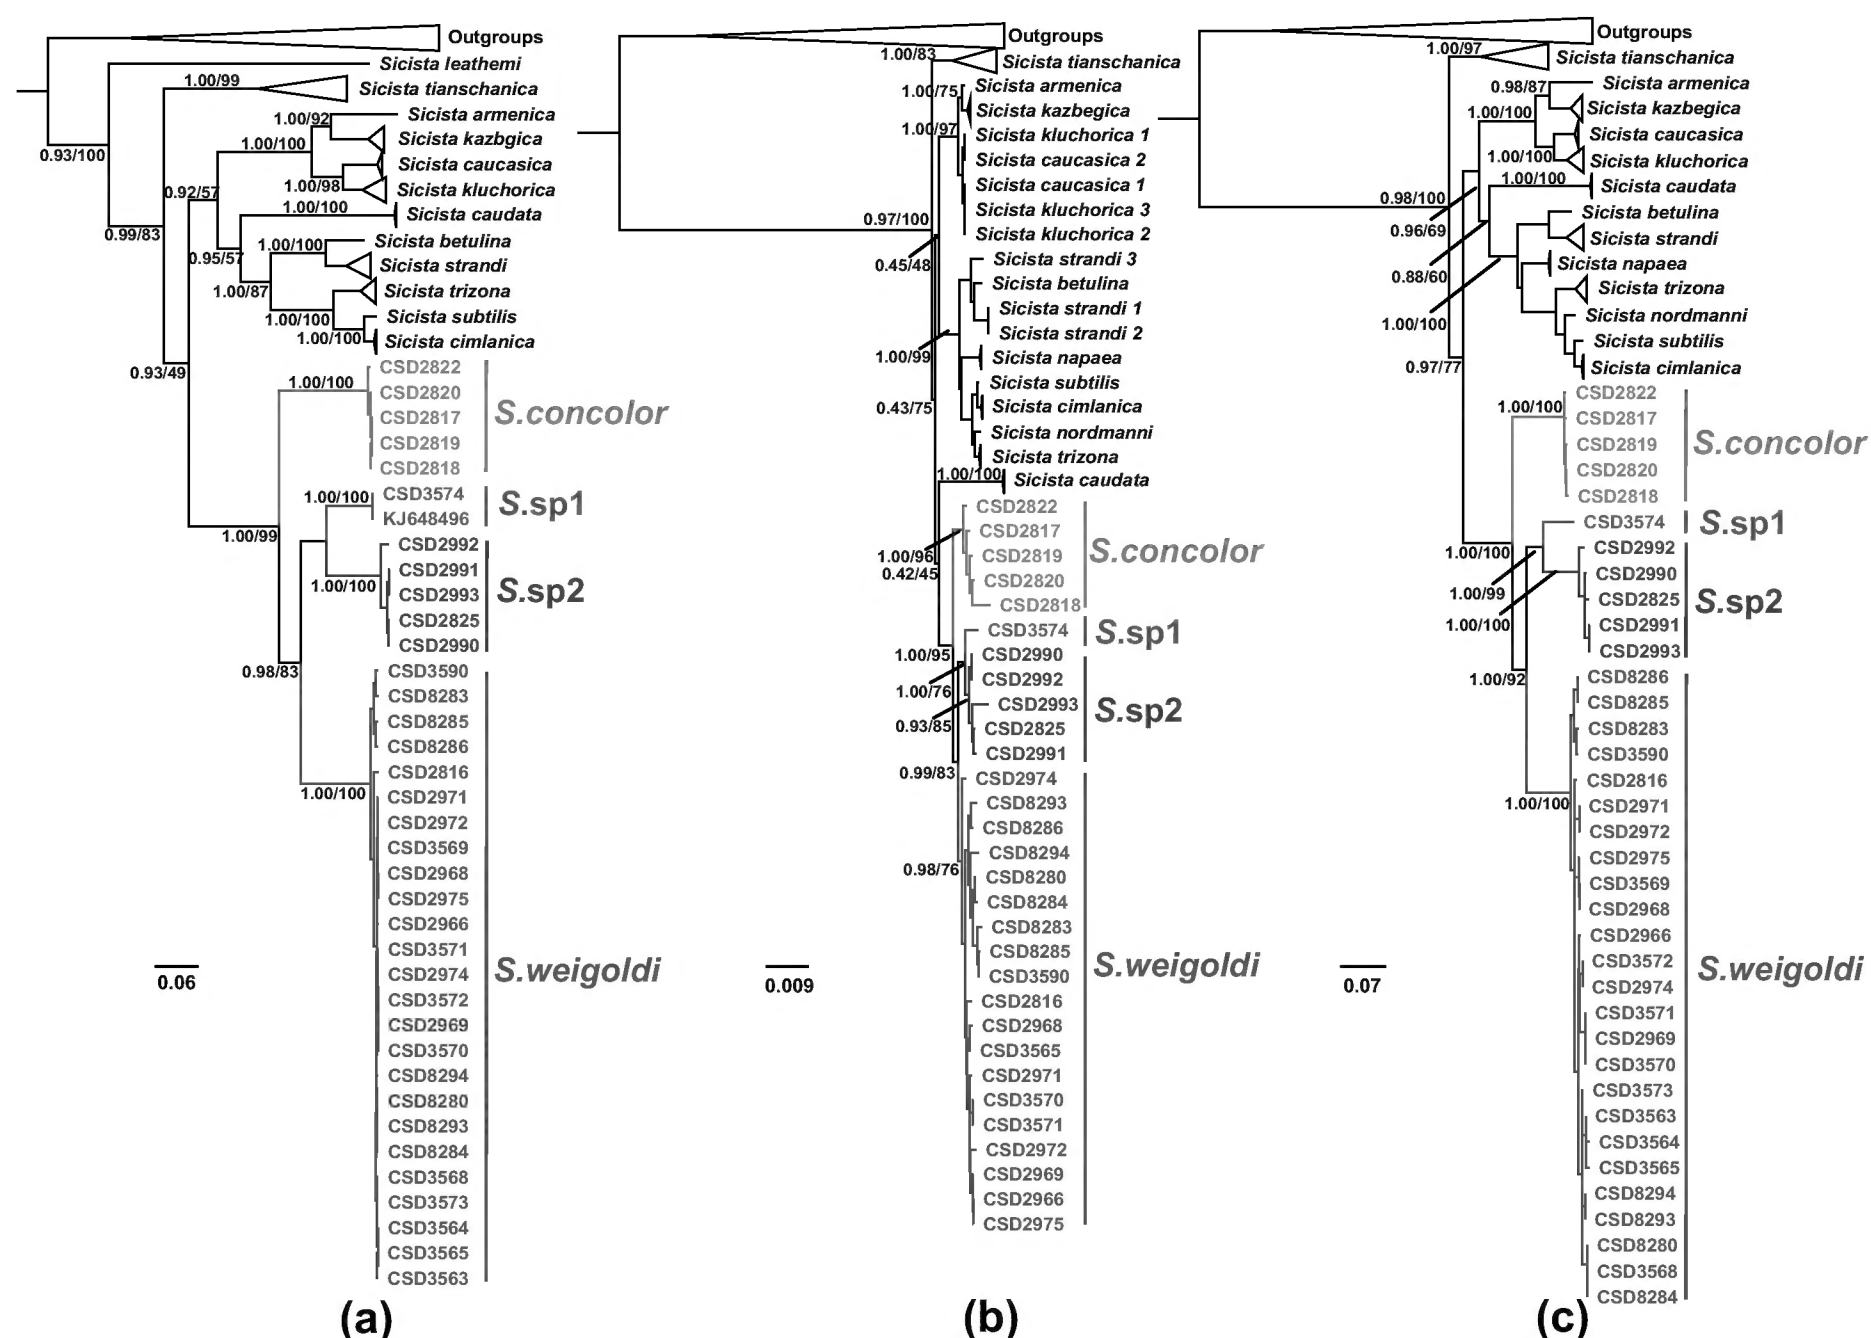 Outgroups
Sicista leathemi
1.00/99
Sicista tianschanica
Sicista armenica
1.00/92
Sicista kazbgica
1.00/100
Sicista caucasica
0.93/100
1.00/98
Sicista kluchorica
0.92/57
1.00/100
Sicista caudata
0.99/83
Sicista betulina
1.00/100
0.95/57
Sicista strandi
1.00/87
Sicista trizona
1.00/100
Sicista subtilis
1.00/100
Sicista cimlanica
0.93/49
CSD2822
1.00/100
CSD2820
S.concolor
CSD2817
CSD2819
CSD2818
CSD3574
1.00/100
S.sp1
KJ648496
1.00/99
CSD2992
CSD2991
1.00/100
S.sp2
CSD2993
CSD2825
CSD2990
0.98/83
CSD3590
CSD8283
CSD8285
CSD8286
CSD2816
1.00/100
CSD2971
CSD2972
CSD3569
CSD2968
CSD2975
CSD2966
CSD3571
S.weigoldi
CSD2974
0.06
CSD3572
CSD2969
CSD3570
CSD8294
CSD8280
CSD8293
CSD8284
CSD3568
CSD3573
CSD3564
CSD3565
CSD3563
(a)
Outgroups
1.00/83
Sicista tianschanica
Sicista armenica
1.00/75
Sicista kazbegica
1.00/97
Sicista kluchorica 1
Sicista caucasica 2
Sicista caucasica 1
Sicista kluchorica 3
0.97/100
Sicista kluchorica 2
0.45/48
Sicista strandi 3
Sicista betulina
Sicista strandi 1
Sicista strandi 2
1.00/99
Sicista napaea
Sicista subtilis
0.43/75
Sicista cimlanica
Sicista nordmanni
Sicista trizona
1.00/100
Sicista caudata
CSD2822
CSD2817
1.00/96
CSD2819
S.concolor
0.42/45
CSD2820
CSD2818
CSD3574
S.sp1
1.00/95
CSD2990
CSD2992
1.00/76
CSD2993
S.sp2
0.93/85
CSD2825
CSD2991
0.99/83
CSD2974
CSD8293
CSD8286
CSD8294
0.98/76
CSD8280
CSD8284
CSD8283
CSD8285
S.weigoldi
CSD3590
0.009
CSD2816
CSD2968
CSD3565
CSD2971
CSD3570
CSD3571
CSD2972
CSD2969
CSD2966
CSD2975
(b)
Outgroups
1.00/97
Sicista tianschanica
Sicista armenica
0.98/87
Sicista kazbegica
1.00/100
Sicista caucasica
1.00/100
Sicista kluchorica
1.00/100
Sicista caudata
0.98/100
Sicista betulina
0.96/69
Sicista strandi
Sicista napaea
0.88/60
Sicista trizona
Sicista nordmanni
1.00/100
Sicista subtilis
0.97/77
Sicista cimlanica
CSD2822
1.00/100
CSD2817
CSD2819
S.concolor
CSD2820
CSD2818
CSD3574
S.sp1
CSD2992
1.00/100
CSD2990
1.00/99
CSD2825
S.sp2
1.00/100
CSD2991
CSD2993
1.00/92
CSD8286
CSD8285
CSD8283
CSD3590
CSD2816
1.00/100
CSD2971
CSD2972
CSD2975
CSD3569
CSD2968
CSD2966
CSD3572
S.weigoldi
0.07
CSD2974
CSD3571
CSD2969
CSD3570
CSD3573
CSD3563
CSD3564
CSD3565
CSD8294
CSD8293
CSD8280
CSD3568
CSD8284
(c)